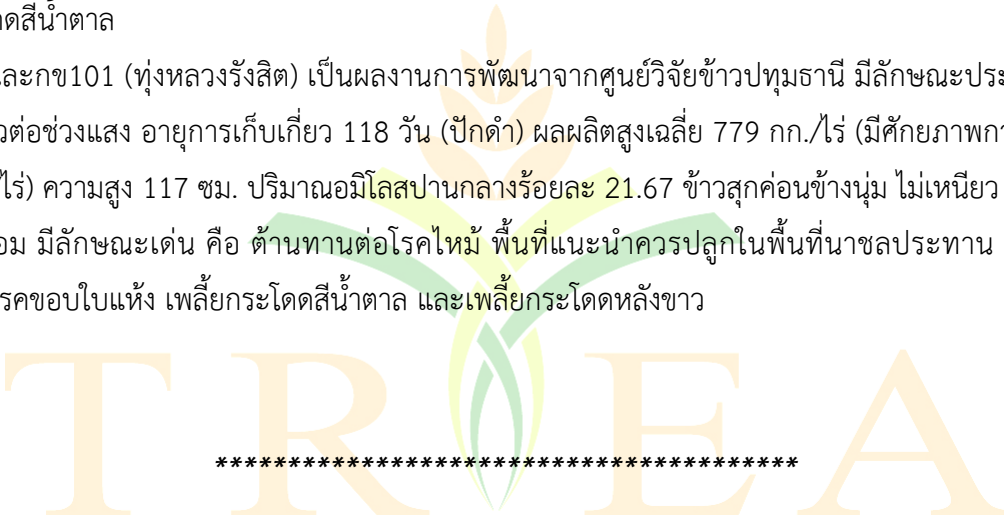 ดสีน้ำตาล
ละกข101 (ทุ่งหลวงรังสิต) เป็นผลงานการพัฒนาจากศูนย์วิจัยข้าวปทุมธานี มีลักษณะประ
วต่อช่วงแสง อายุการเก็บเกี่ยว 118 วัน (ปักดำ) ผลผลิตสูงเฉลี่ย 779 กก./ไร่ (มีศักยภาพกา
ไร่) ความสูง 117 ซม. ปริมาณอมิโลสปานกลางร้อยละ 21.67 ข้าวสุกค่อนข้างนุ่ม ไม่เหนียว
อม มีลักษณะเด่น คือ ต้านทานต่อโรคไหม้ พื้นที่แนะนำควรปลูกในพื้นที่นาชลประทาน
รคขอบใบแห้ง เพลี้ยกระโดดสีน้ำตาล และเพลี้ยกระโดดหลังขาว
TREA
****************************************